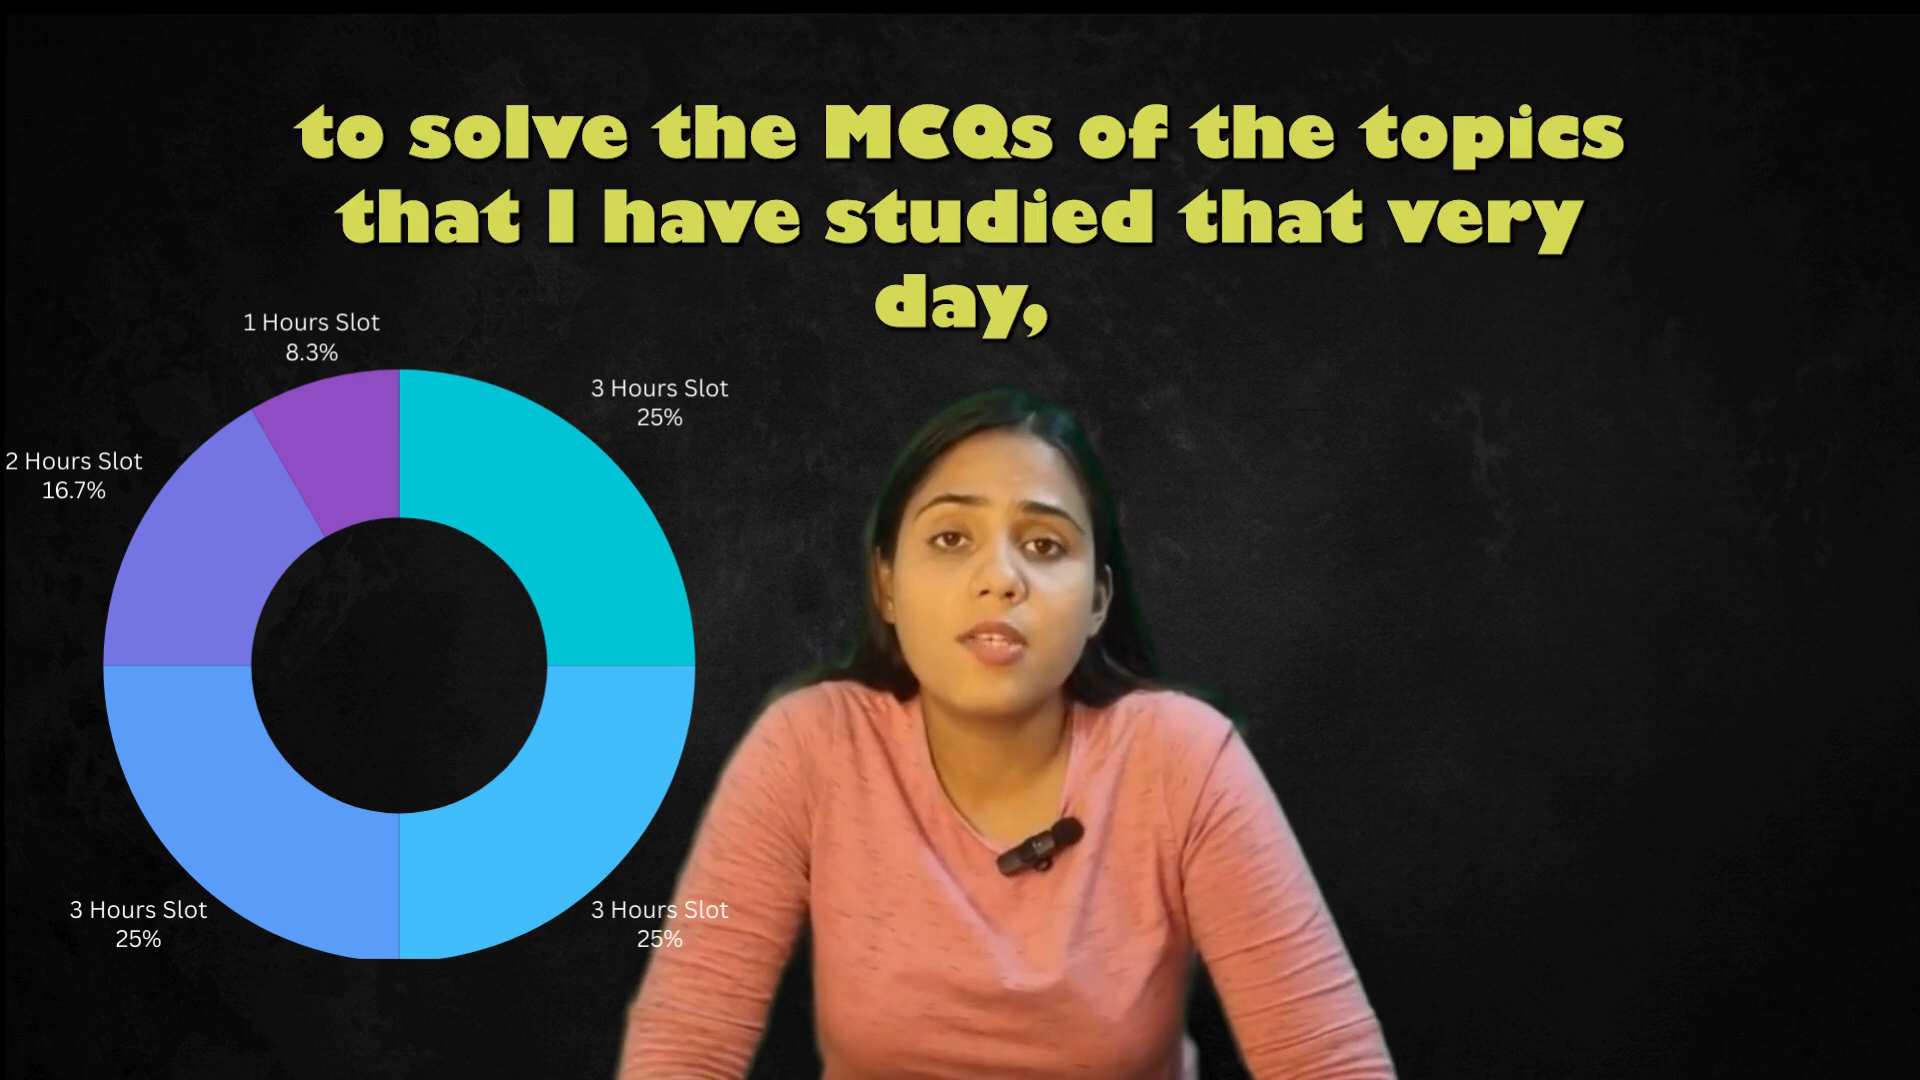 to solve the MCQs of the topics
that I have studied that very
day,
1 Hours Slot
8.3%
3 Hours Slot
25%
2 Hours Slot
16.7%
3 Hours Slot
25%
3 Hours Slot
25%